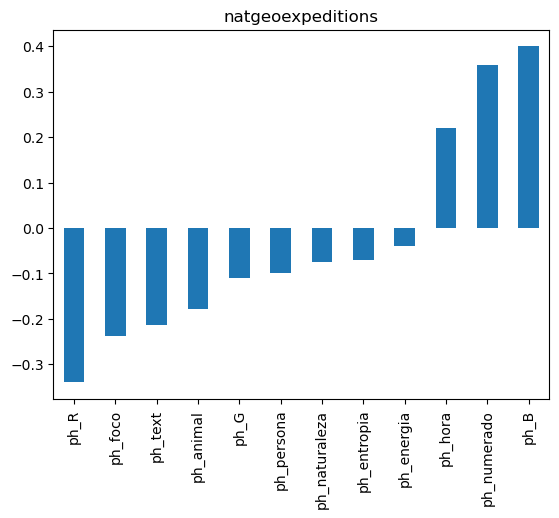 natgeoexpeditions
0.4
0.3
0.2
0.1
0.0
−0.1
−0.2
−0.3
ph_R
ph_foco
ph_text
ph_animal
ph_G
ph_persona
ph_naturaleza
ph_entropia
ph_energia
ph_hora
ph_numerado
ph_B